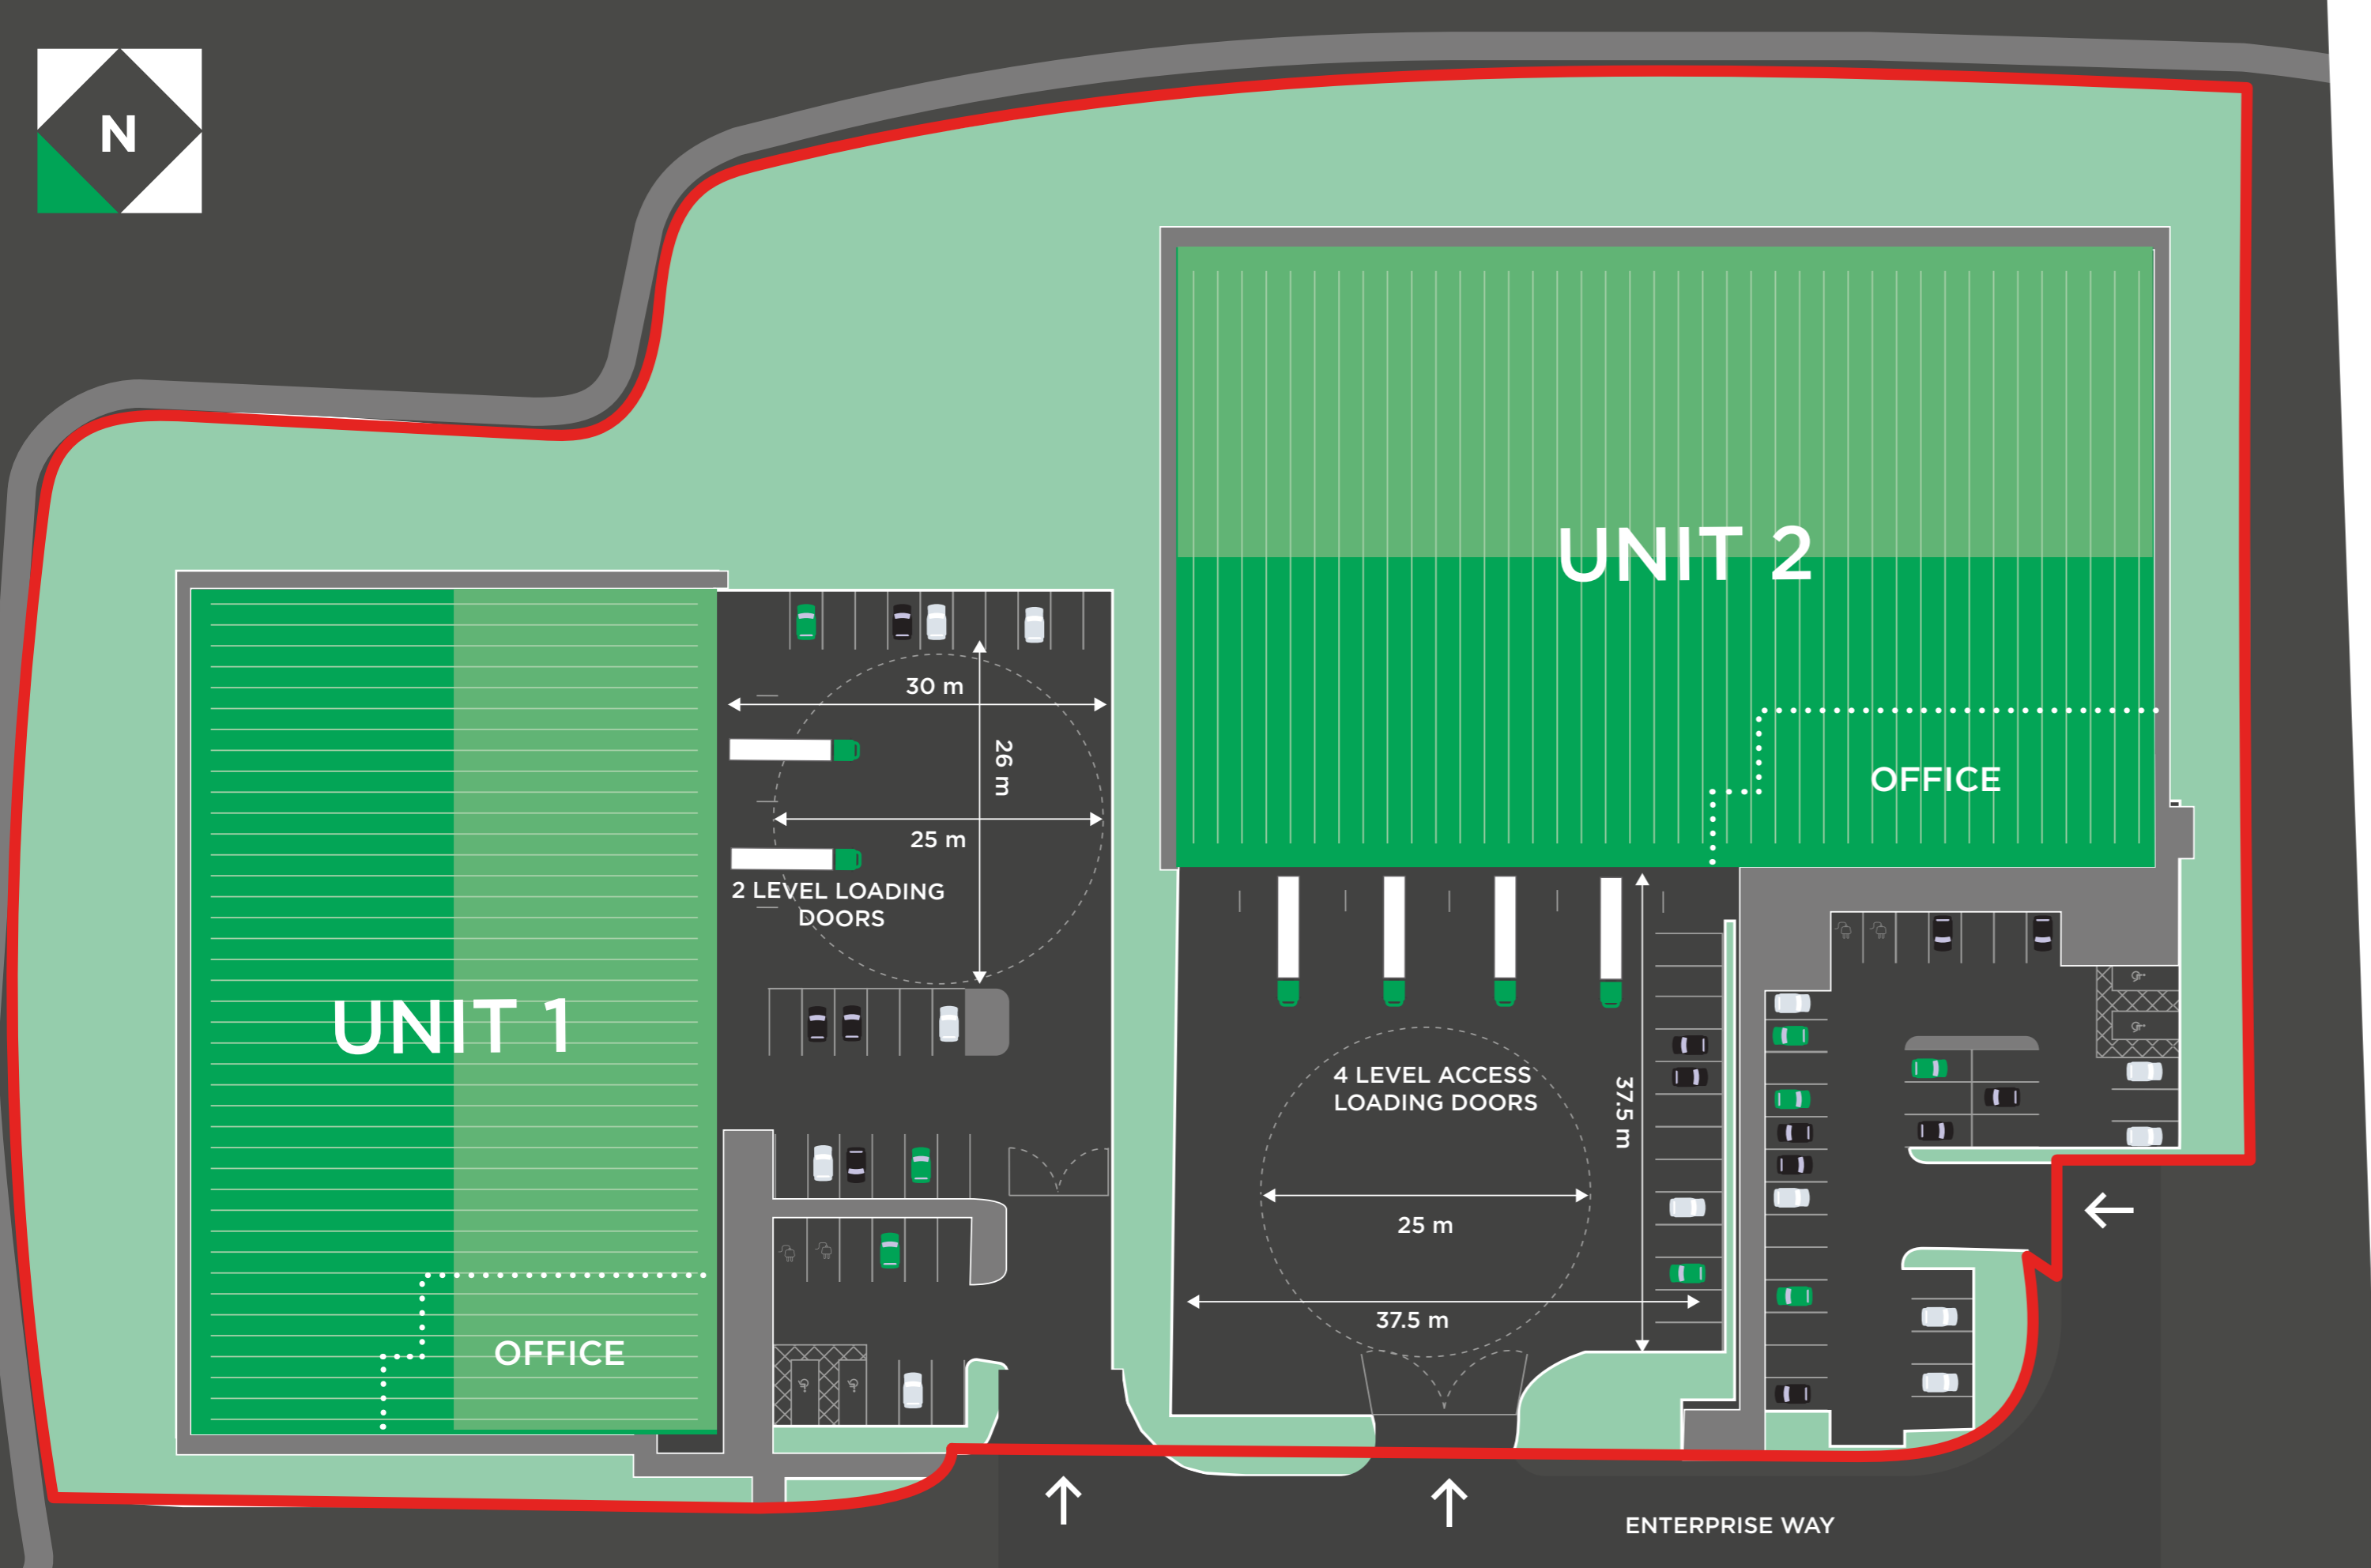 N
UNIT 2
OFFICE
30 m
26 m
25 m
2 LEVEL LOADING
DOORS
UNIT 1
OFFICE
4 LEVEL ACCESS
LOADING DOORS
37.5 m
25 m
37.5 m
ENTERPRISE WAY